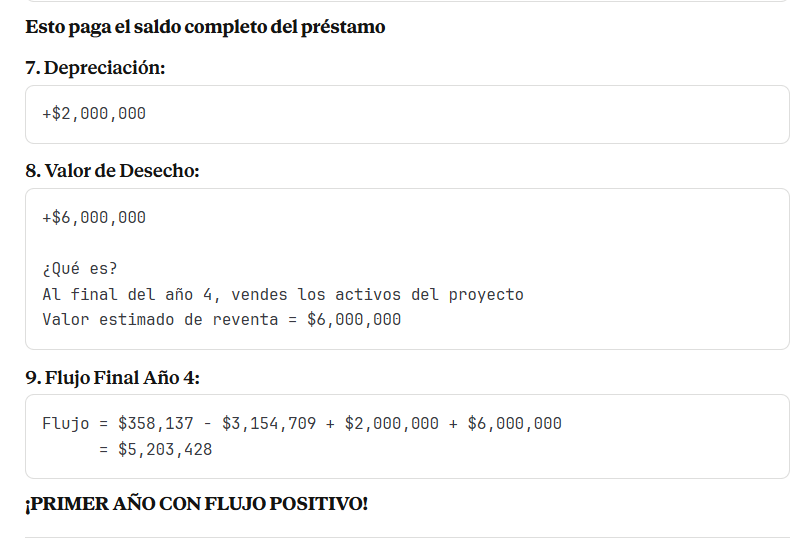 Esto paga el saldo completo del préstamo
7. Depreciación:
+$2,000,000
8. Valor de Desecho:
+$6,000,000
¿Qué es?
Al final del año 4, vendes los activos del proyecto
Valor estimado de reventa = $6,000,000
9. Flujo Final Año 4:
Flujo = $358,137 - $3,154,709 + $2,000,000 + $6,000,000
= $5,203,428
¡PRIMER AÑO CON FLUJO POSITIVO!